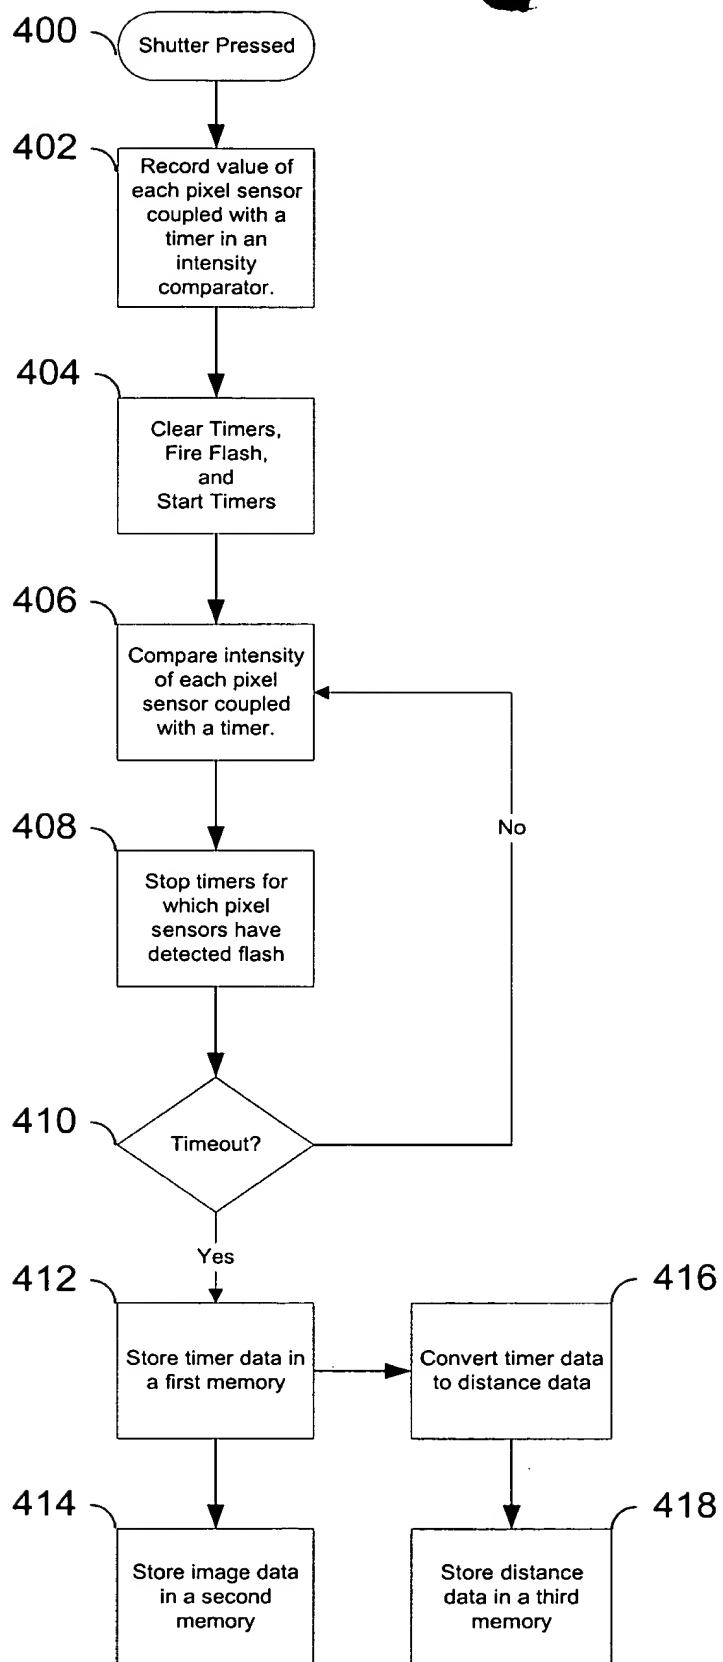 400
Shutter Pressed
402
Record value of
each pixel sensor
coupled with a
timer in an
intensity
comparator.
404
Clear Timers,
Fire Flash,
and
Start Timers
406
Compare intensity
of each pixel
sensor coupled
with a timer.
No
408
Stop timers for
which pixel
sensors have
detected flash
410
Timeout?
Yes
412
Store timer data in
a first memory
416
Convert timer data
to distance data
414
Store image data
in a second
memory
418
Store distance
data in a third
memory